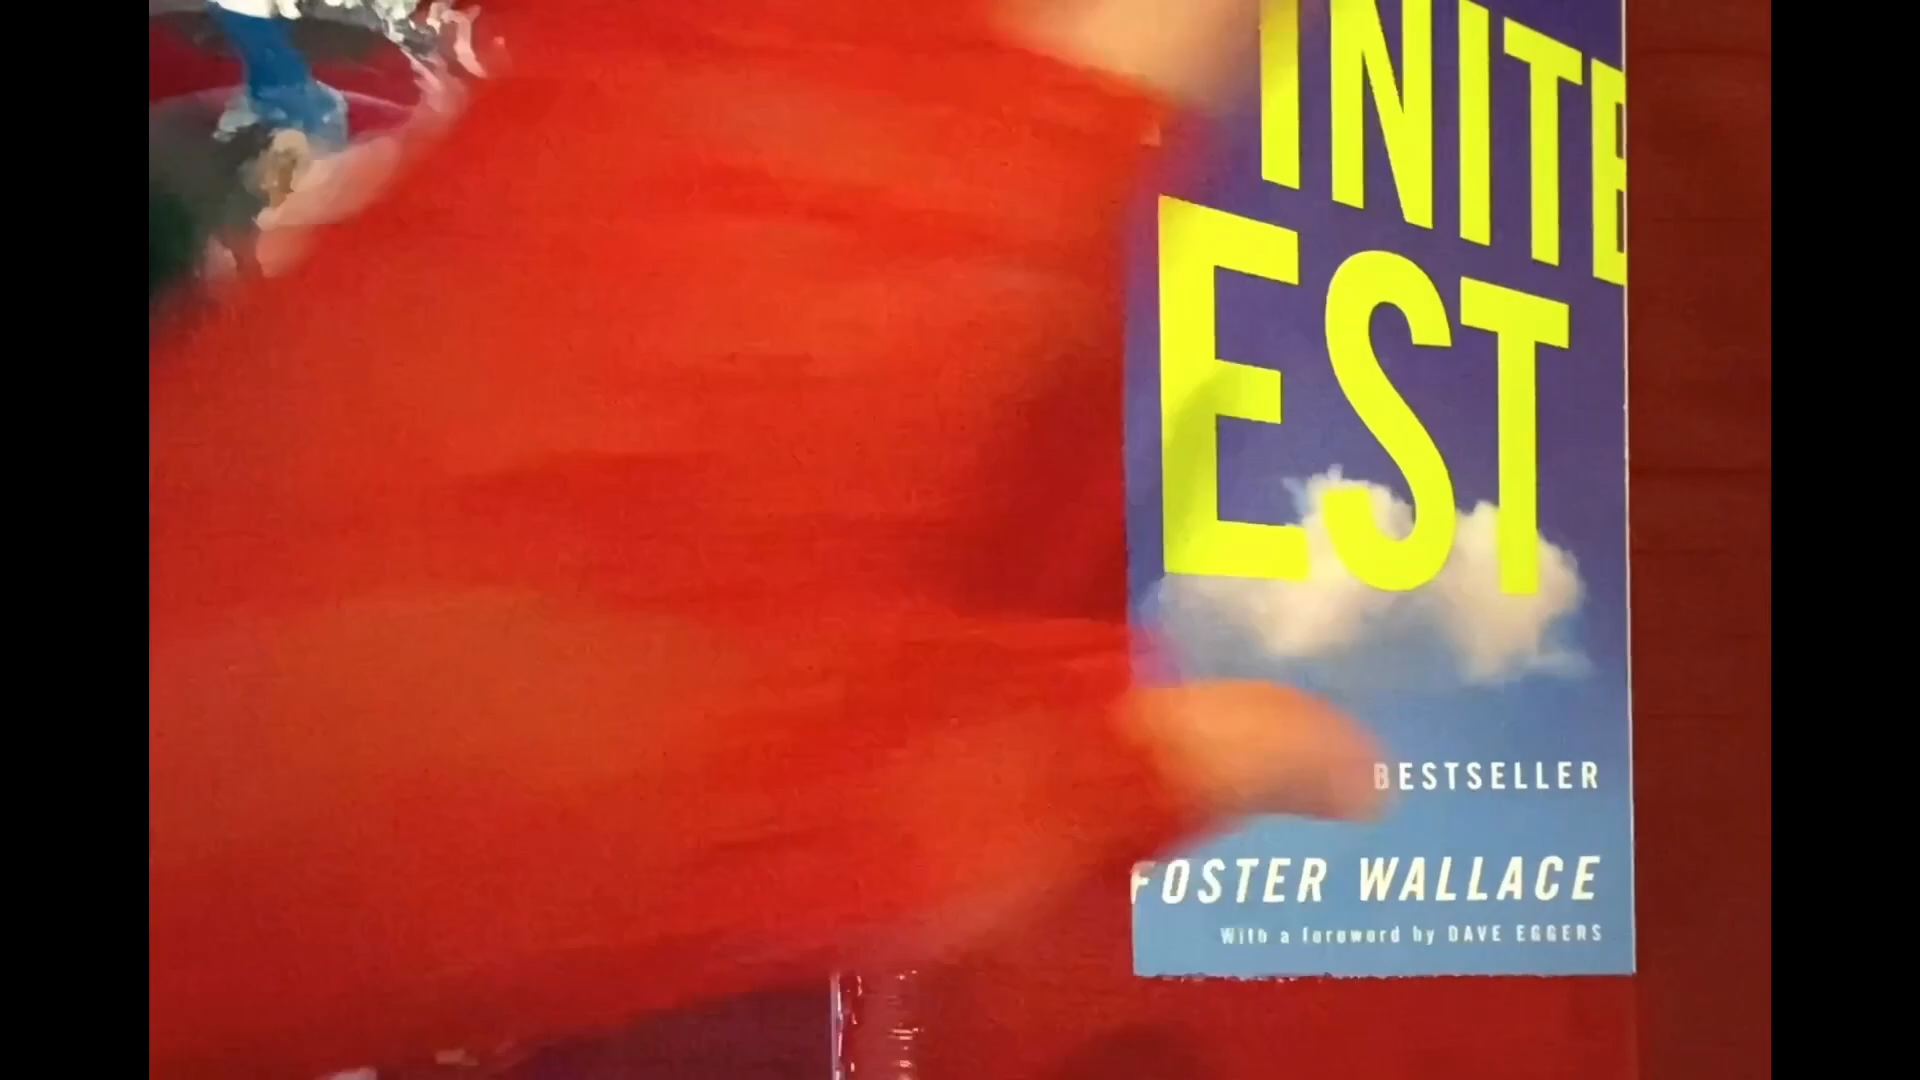 INITE
EST
BESTSELLER
FOSTER WALLACE
With a foreword by DAVE EGGERS